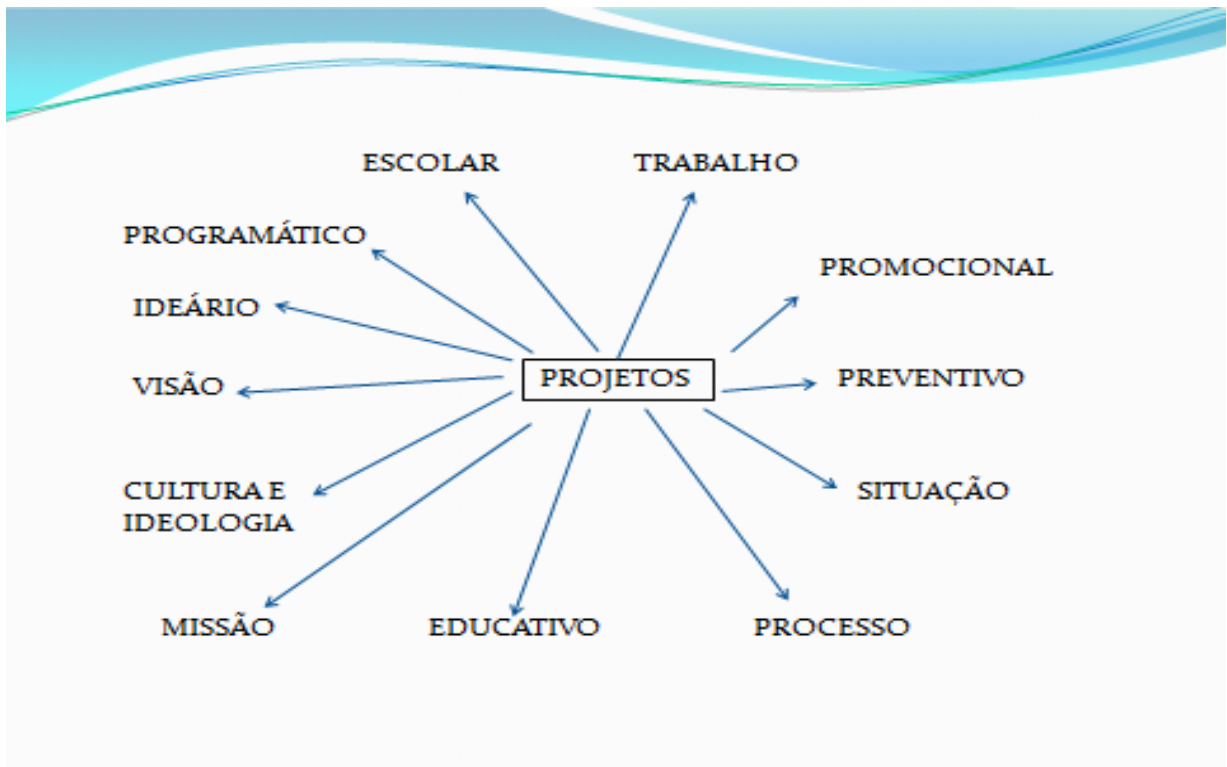 ESCOLAR
TRABALHO
PROGRAMÁTICO
PROMOCIONAL
IDEÁRIO
PROJETOS
VISÃO
PREVENTIVO
CULTURA E
IDEOLOGIA
SITUAÇÃO
MISSÃO
EDUCATIVO
PROCESSO